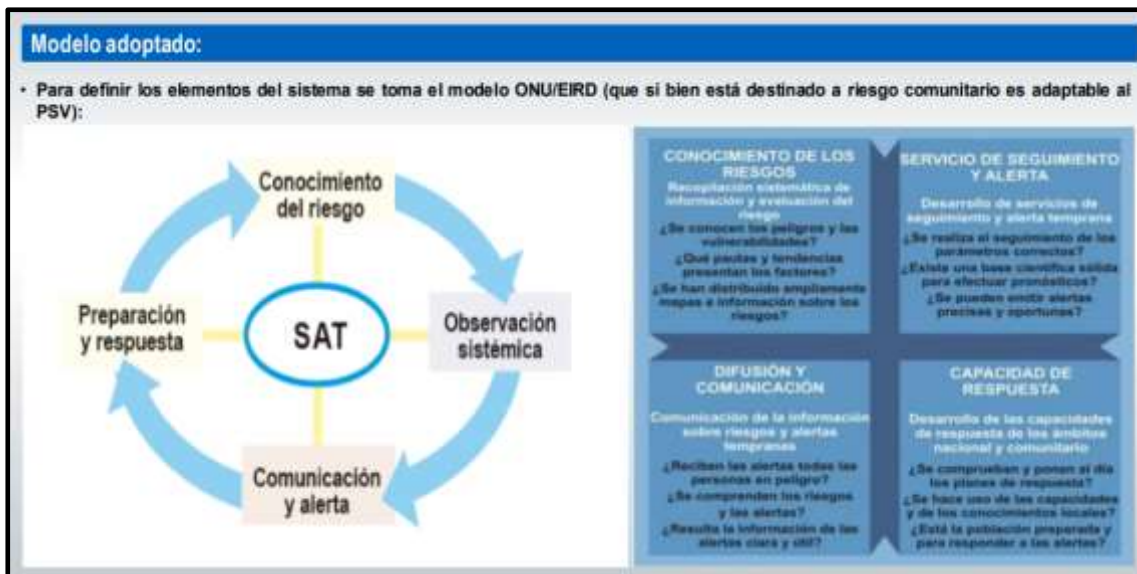 Modelo adoptado:
• Para definir los elementos del sistema se toma el modelo ONU/EIRD (que si bien está destinado a riesgo comunitario es adaptable al
PSV):
Conocimiento
del riesgo
Observación
sistémica
Comunicación
y alerta
Preparación
y respuesta
SAT
CONOCIMIENTO DE LOS
RIESGOS
Recopilación sistemática de
información y evaluación del
riesgo
¿Se conocen los peligros y las
vulnerabilidades?
¿Qué pautas y tendencias
presentan los factores?
¿Se han distribuido ampliamente
mapas e información sobre los
riesgos?
SERVICIO DE SEGUIMIENTO
Y ALERTA
Desarrollo de servicios de
seguimiento y alerta temprana
¿Se realiza el seguimiento de los
parámetros correctos?
¿Existe una base científica sólida
para efectuar pronósticos?
¿Se pueden emitir alertas
precisas y oportunas?
DIFUSIÓN Y
COMUNICACIÓN
Comunicación de la información
sobre riesgos y alertas
tempranas
¿Reciben las alertas todas las
personas en peligro?
¿Se comprenden los riesgos
y las alertas?
¿Resulta la información de las
alertas clara y útil?
CAPACIDAD DE
RESPUESTA
Desarrollo de las capacidades
de respuesta de los ámbitos
nacional y comunitario
¿Se comprueban y ponen al día
los planes de respuesta?
¿Se hace uso de las capacidades
y de los conocimientos locales?
¿Está la población preparada y
para responder a las alertas?